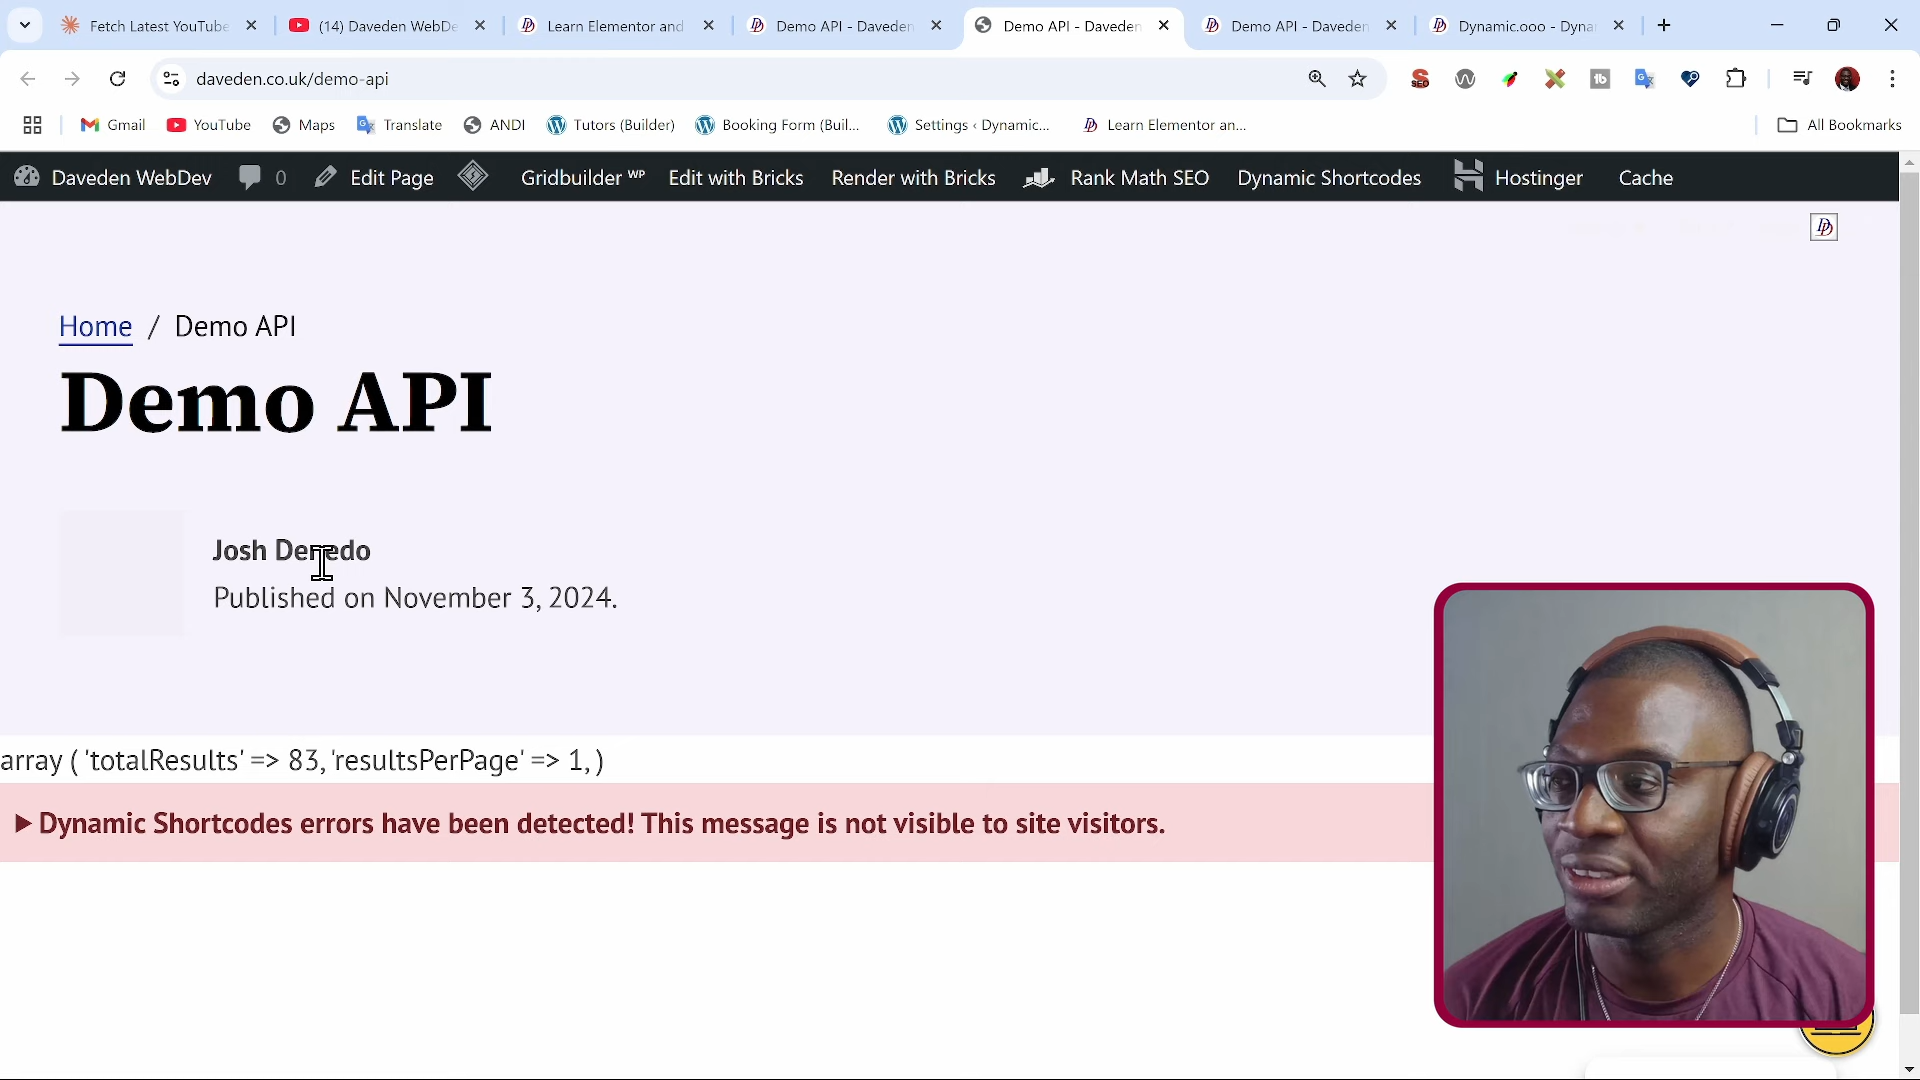 Fetch Latest YouTube
(14) Daveden WebDe
Learn Elementor and
Demo API - Daveden
Demo API - Daveden
Demo API - Daveden
Dynamic.ooo - Dyna
daveden.co.uk/demo-api
SEO
tb
Gmail
YouTube
Maps
Translate
ANDI
Tutors (Builder)
Booking Form (Buil...
Settings ‹ Dynamic...
Learn Elementor an...
All Bookmarks
Daveden WebDev
0
Edit Page
Gridbuilder WP
Edit with Bricks
Render with Bricks
Rank Math SEO
Dynamic Shortcodes
Hostinger
Cache
Home / Demo API
Demo API
Josh Denedo
Published on November 3, 2024.
array ( 'totalResults' => 83, 'resultsPerPage' => 1, )
Dynamic Shortcodes errors have been detected! This message is not visible to site visitors.